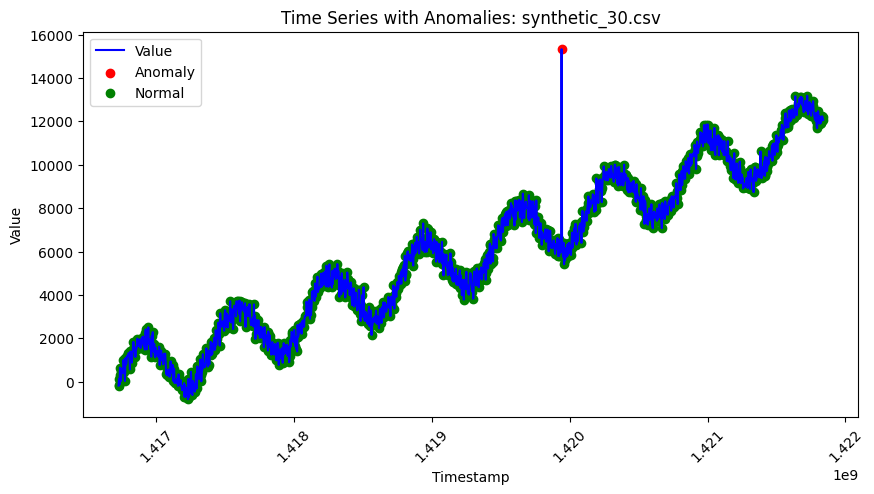 Time Series with Anomalies: synthetic_30.csv
Value
Anomaly
Normal
16000
14000
12000
10000
8000
6000
4000
2000
0
Value
1.417
1.418
1.419
1.420
1.421
1.422
1e9
Timestamp